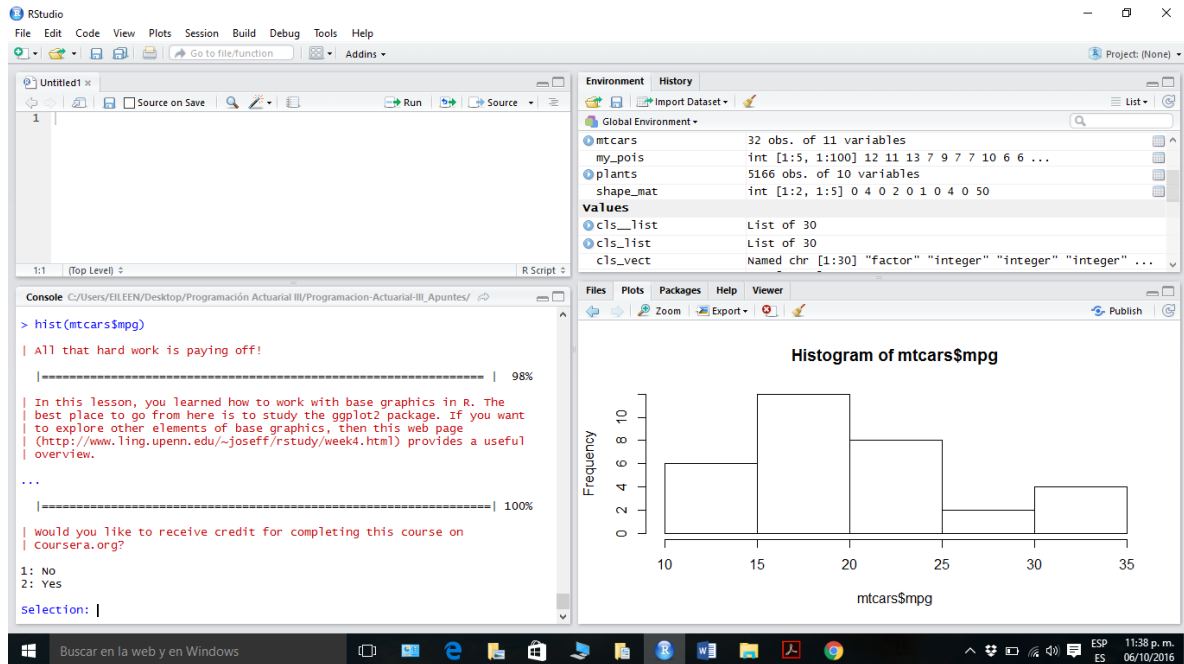 RStudio
File Edit Code View Plots Session Build Debug Tools Help
Go to file/function Addins
Project: (None)
Untitled1
Source on Save Run Source
1
1:1 (Top Level) R Script
Console C:/Users/EILEEN/Desktop/Programación Actuarial III/Programacion-Actuarial-III_Apuntes/
> hist(mtcars$mpg)
| All that hard work is paying off!
|================================================================== | 98%
| In this lesson, you learned how to work with base graphics in R. The
| best place to go from here is to study the ggplot2 package. If you want
| to explore other elements of base graphics, then this web page
| (http://www.ling.upenn.edu/~joseff/rstudy/week4.html) provides a useful
| overview.
...
|===================================================================| 100%
| Would you like to receive credit for completing this course on
| Coursera.org?
1: No
2: Yes
Selection:
Environment History
Import Dataset List
Global Environment
mtcars 32 obs. of 11 variables
my_pois int [1:5, 1:100] 12 11 13 7 9 7 7 10 6 6 ...
plants 5166 obs. of 10 variables
shape_mat int [1:2, 1:5] 0 4 0 2 0 1 0 4 0 50
Values
cls__list List of 30
cls_list List of 30
cls_vect Named chr [1:30] "factor" "integer" "integer" "integer" ...
Files Plots Packages Help Viewer
Zoom Export Publish
Histogram of mtcars$mpg
Frequency
10
8
6
4
2
0
10 15 20 25 30 35
mtcars$mpg
Buscar en la web y en Windows
ESP
ES
11:38 p. m.
06/10/2016